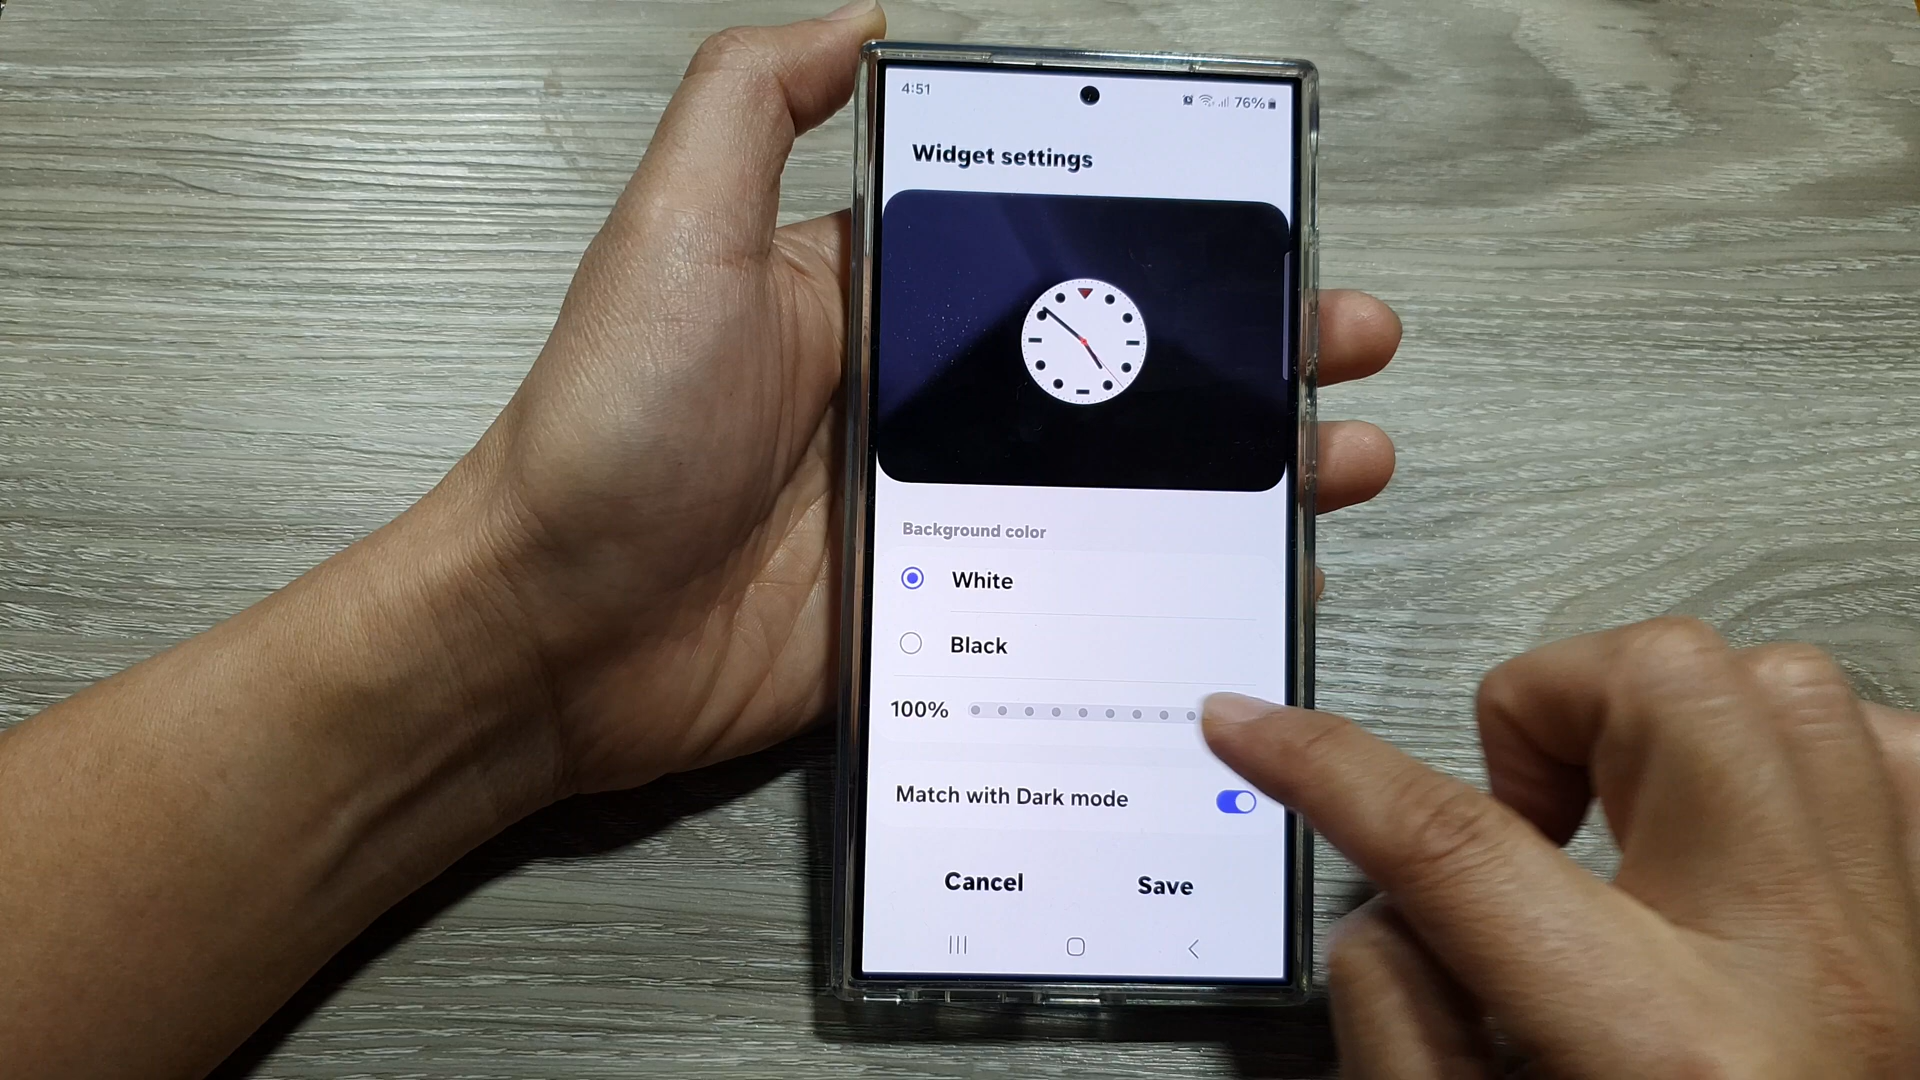 4:51 76%
Widget settings
Background color
White
Black
100%
Match with Dark mode
Cancel Save